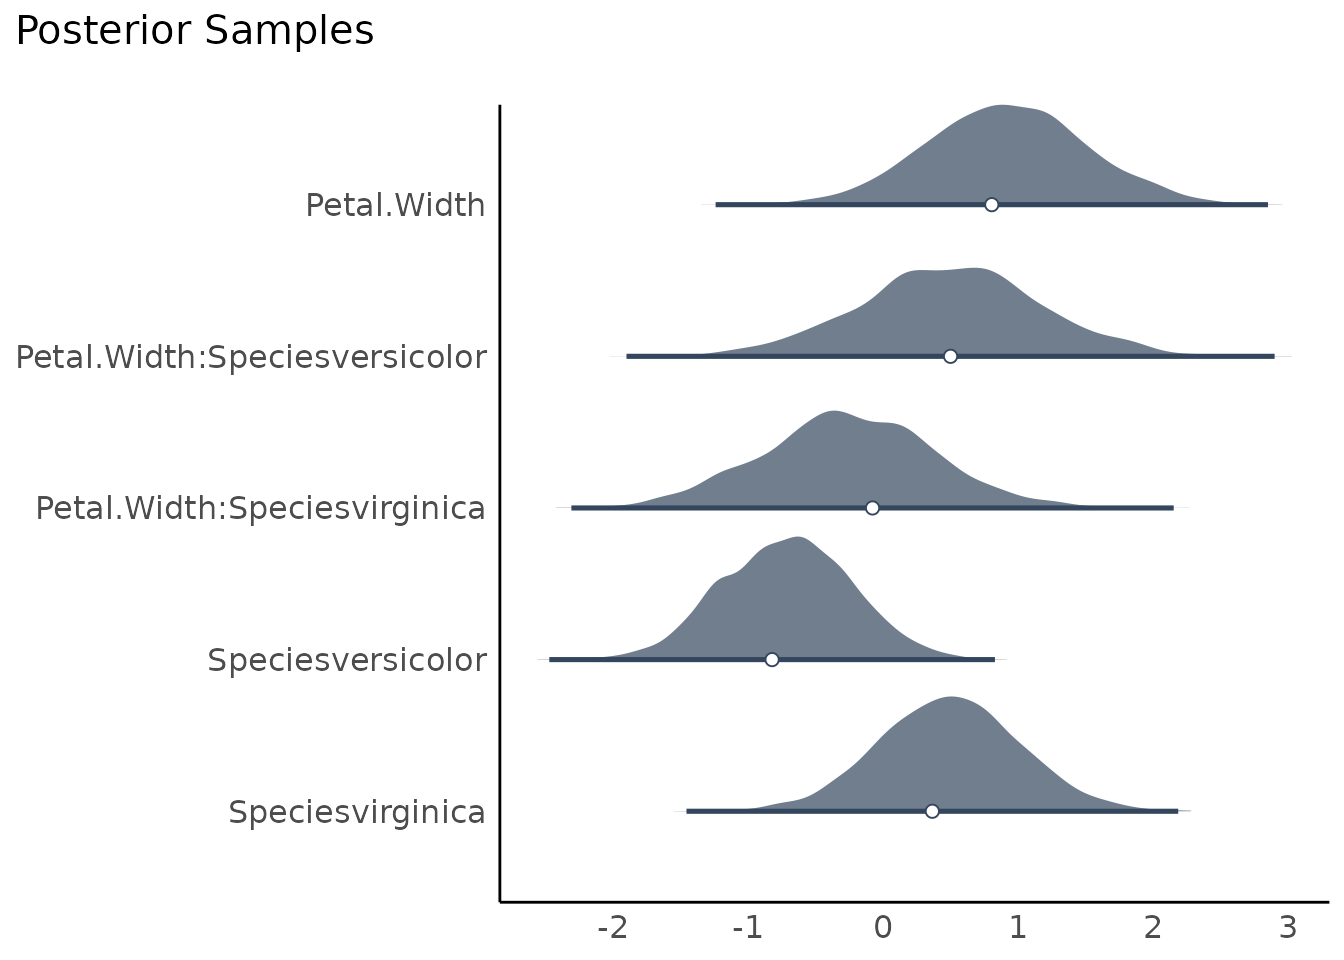 Posterior Samples
Petal.Width
Petal.Width:Speciesversicolor
Petal.Width:Speciesvirginica
Speciesversicolor
Speciesvirginica
-2 -1 0 1 2 3